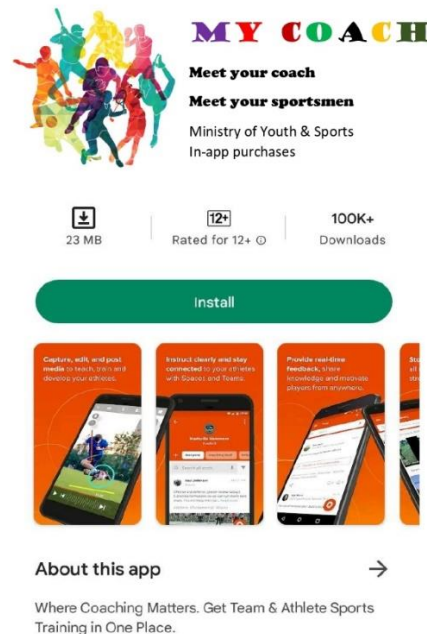 MY COACH
Meet your coach
Meet your sportsmen
Ministry of Youth & Sports
In-app purchases
23 MB
12+
Rated for 12+
100K+
Downloads
Install
Capture, edit, and post
media to teach, train and
develop your athletes.
Instruct clearly and stay
connected to your athletes
with Spaces and Teams.
Provide real-time
feedback, share
knowledge and motivate
players from anywhere.
About this app
Where Coaching Matters. Get Team & Athlete Sports
Training in One Place.